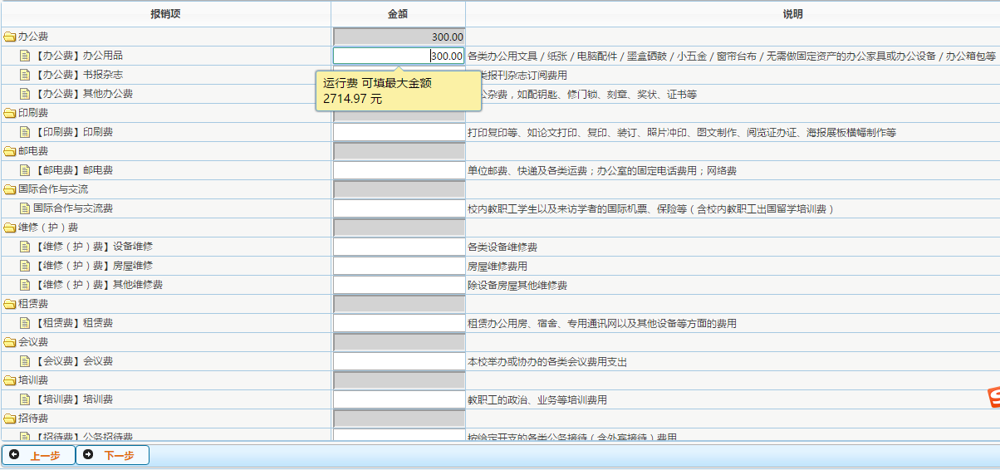 报销项 金额 说明
办公费 300.00
【办公费】办公用品 300.00 各类办公用文具/纸张/电脑配件/墨盒硒鼓/小五金/窗帘台布/无需做固定资产的办公家具或办公设备/办公箱包等
【办公费】书报杂志 类报刊杂志订阅费用
运行费 可填最大金额
2714.97 元
【办公费】其他办公费 公杂费，如配钥匙、修门锁、刻章、奖状、证书等
印刷费
【印刷费】印刷费 打印复印等、如论文打印、复印、装订、照片冲印、图文制作、阅览证办证、海报展板横幅制作等
邮电费
【邮电费】邮电费 单位邮费、快递及各类运费；办公室的固定电话费用；网络费
国际合作与交流
国际合作与交流费 校内教职工学生以及来访学者的国际机票、保险等（含校内教职工出国留学培训费）
维修（护）费
【维修（护）费】设备维修 各类设备维修费
【维修（护）费】房屋维修 房屋维修费用
【维修（护）费】其他维修费 除设备房屋其他维修费
租赁费
【租赁费】租赁费 租赁办公用房、宿舍、专用通讯网以及其他设备等方面的费用
会议费
【会议费】会议费 本校举办或协办的各类会议费用支出
培训费
【培训费】培训费 教职工的政治、业务等培训费用
招待费
【招待费】公务招待费 按给定开支的各类公务接待（含外宾接待）费用
上一步 下一步